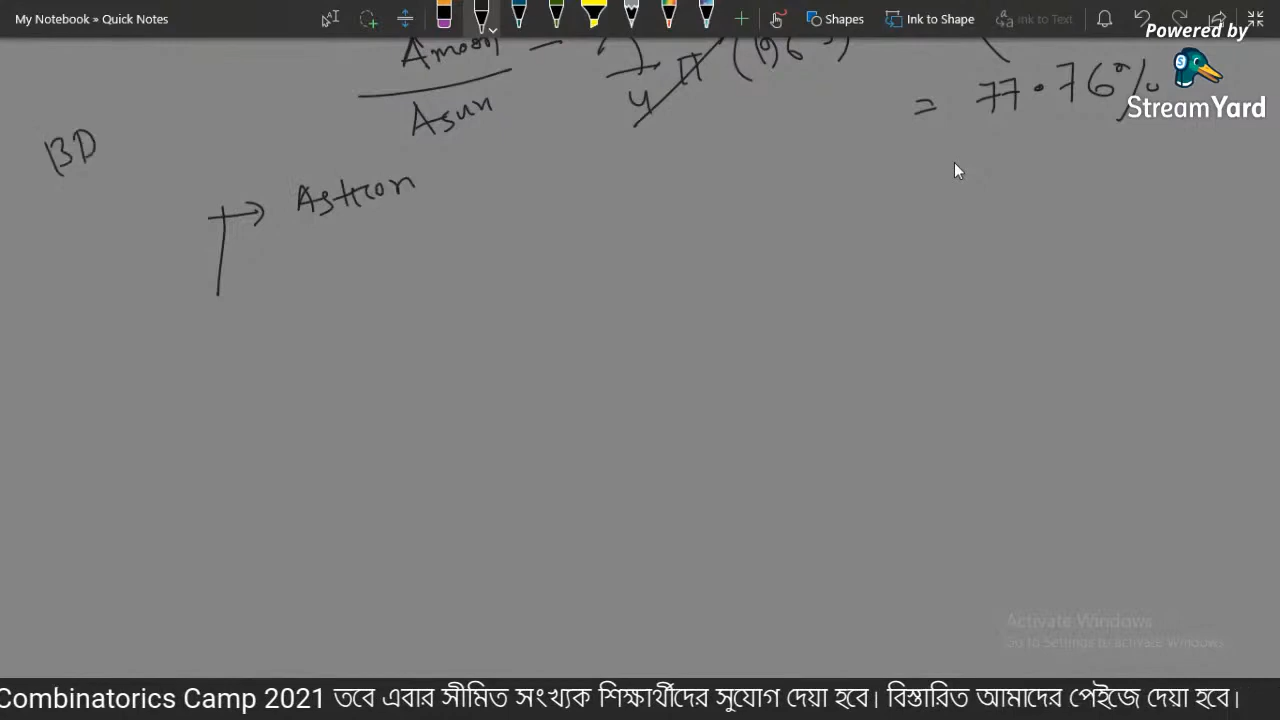 My Notebook » Quick Notes
Shapes
Ink to Shape
Ink to Text
Powered by
StreamYard
Amoon
Asun
4 π (196
= 77.76%
BD
→ Astron
Activate Windows
Go to Settings to activate Windows.
Combinatorics Camp 2021 তবে এবার সীমিত সংখ্যক শিক্ষার্থীদের সুযোগ দেয়া হবে। বিস্তারিত আমাদের পেইজে দেয়া হবে।